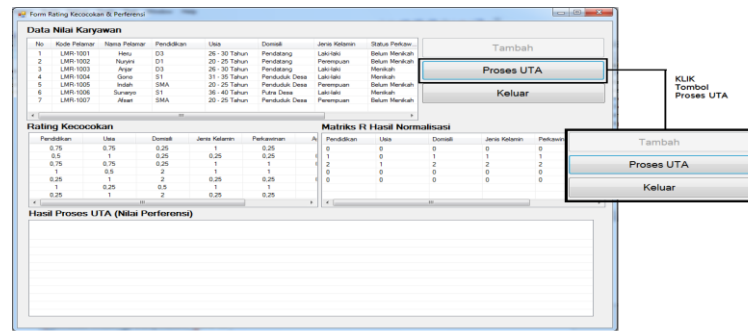 Form Rating Kecocokan & Perferensi
Data Nilai Karyawan
No Kode Pelamar Nama Pelamar Pendidikan Usia Domisili Jenis Kelamin Status Perkaw...
1 LMR-1001 Heru D3 26 - 30 Tahun Pendatang Laki-laki Belum Menikah
2 LMR-1002 Nuryini D1 20 - 25 Tahun Pendatang Perempuan Belum Menikah
3 LMR-1003 Anjar D3 26 - 30 Tahun Pendatang Laki-laki Menikah
4 LMR-1004 Gono S1 31 - 35 Tahun Penduduk Desa Laki-laki Menikah
5 LMR-1005 Indah SMA 20 - 25 Tahun Penduduk Desa Perempuan Belum Menikah
6 LMR-1006 Sunaryo S1 36 - 40 Tahun Putra Desa Laki-laki Menikah
7 LMR-1007 SMA 20 - 25 Tahun Penduduk Desa Perempuan Belum Menikah
Tambah
Proses UTA
Keluar
KLIK
Tombol
Proses UTA
Rating Kecocokan
Pendidikan Usia Domisili Jenis Kelamin Perkawinan
0,75 0,75 0,25 1 0,25
0,5 1 0,25 0,25 0,25
0,75 0,75 0,25 1 1
1 0,5 2 1 1
0,25 1 2 0,25 0,25
1 0,25 0,5 1 1
0,25 1 2 0,25 0,25
Matriks R Hasil Normalisasi
Pendidikan Usia Domisili Jenis Kelamin Perkawin
0 0 0 0 0
1 0 1 1 1
2 1 2 2 2
0 0 0 0 0
0 0 0 0 0
Tambah
Proses UTA
Keluar
Hasil Proses UTA (Nilai Perferensi)